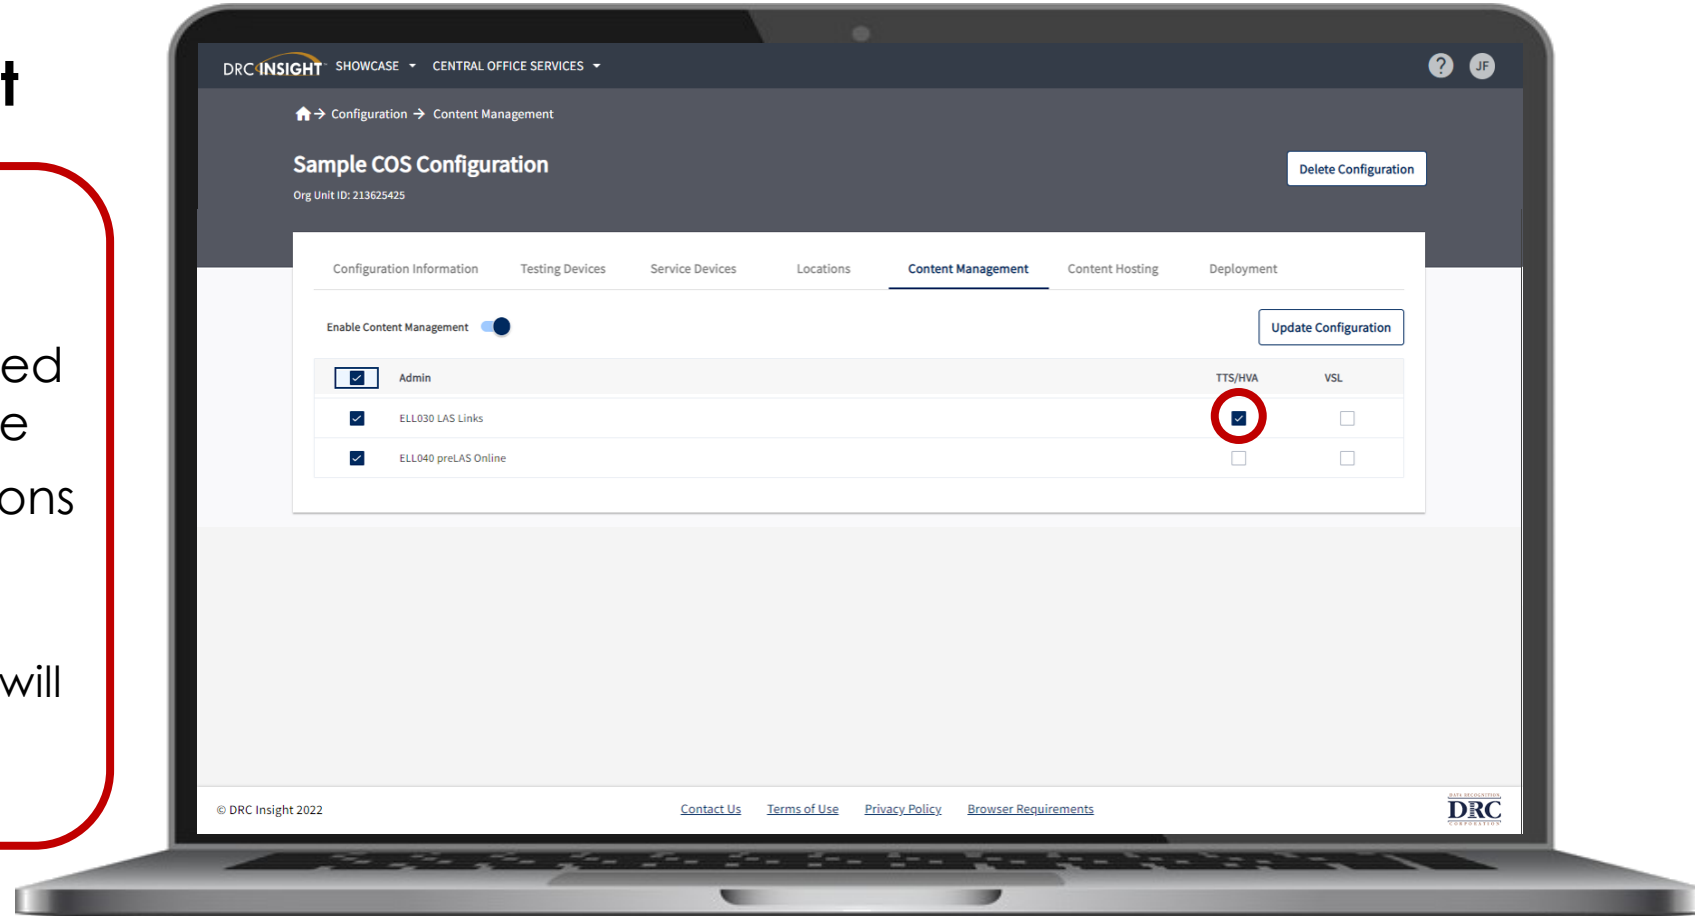 t
ed
e
ons
will
DRC INSIGHT SHOWCASE CENTRAL OFFICE SERVICES ? JF
Configuration → Content Management
Sample COS Configuration
Delete Configuration
Org Unit ID: 213625425
Configuration Information Testing Devices Service Devices Locations Content Management Content Hosting Deployment
Enable Content Management
Update Configuration
Admin TTS/HVA VSL
ELL030 LAS Links
ELL040 preLAS Online
© DRC Insight 2022 Contact Us Terms of Use Privacy Policy Browser Requirements
DATA RECOGNITION
DRC
CORPORATION